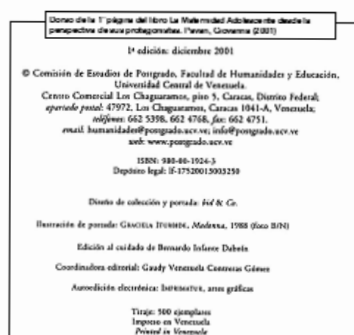 Dorso de la 1ª página del libro La Maternidad Adolescente desde la
perspectiva de sus protagonistas. Pavan, Giovanna (2001)
1ª edición: diciembre 2001
© Comisión de Estudios de Postgrado, Facultad de Humanidades y Educación,
Universidad Central de Venezuela.
Centro Comercial Los Chaguaramos, piso 5, Caracas, Distrito Federal;
apartado postal: 47972, Los Chaguaramos, Caracas 1041-A, Venezuela;
teléfonos: 662 5398, 662 4768, fax: 662 4751.
email: humanidades@postgrado.ucv.ve; info@postgrado.ucv.ve
web: www.postgrado.ucv.ve
ISBN: 980-00-1924-3
Depósito legal: lf-17520015003250
Diseño de colección y portada: bid & Co.
Ilustración de portada: GRACIELA ITURBIDE, Madonna, 1988 (foto B/N)
Edición al cuidado de Bernardo Infante Daboín
Coordinadora editorial: Gaudy Venezuela Contreras Gómez
Autoedición electrónica: IMPRIMATUR, artes gráficas
Tiraje: 500 ejemplares
Impreso en Venezuela
Printed in Venezuela